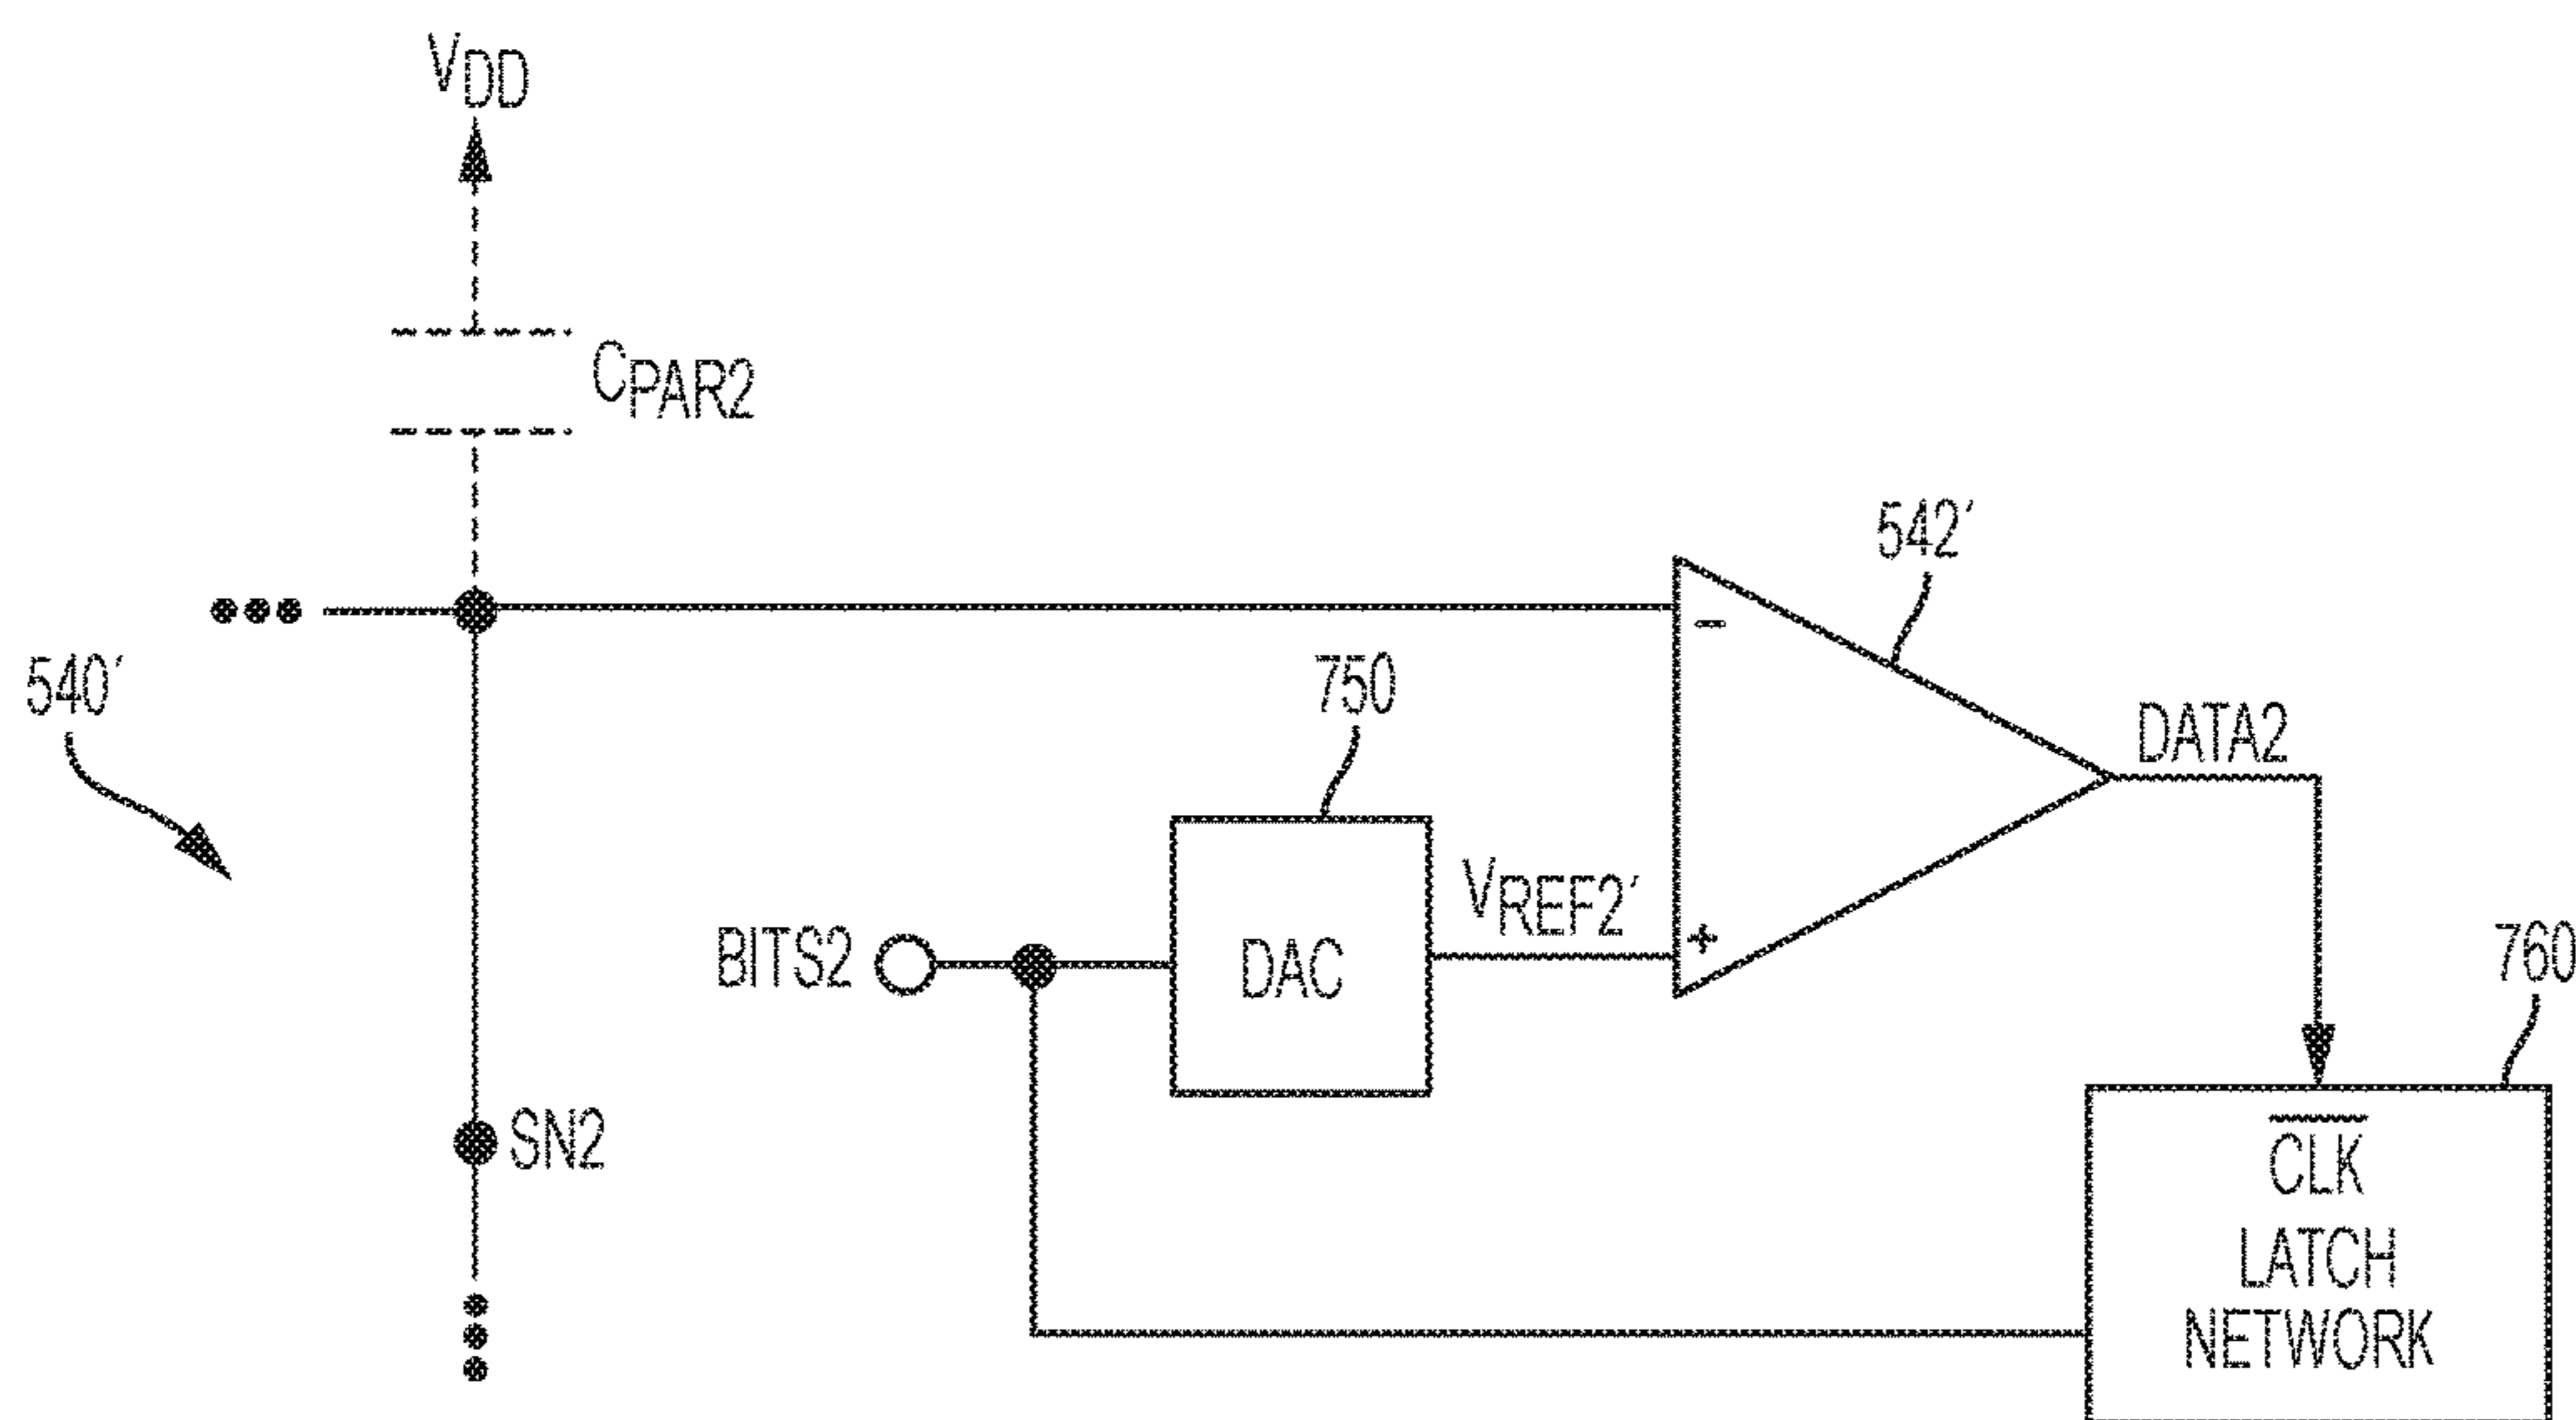 VDD
CPAR2
542′
540′
750
DATA2
VREF2′
760
BITS2
DAC
-
+
SN2
CLK
LATCH
NETWORK